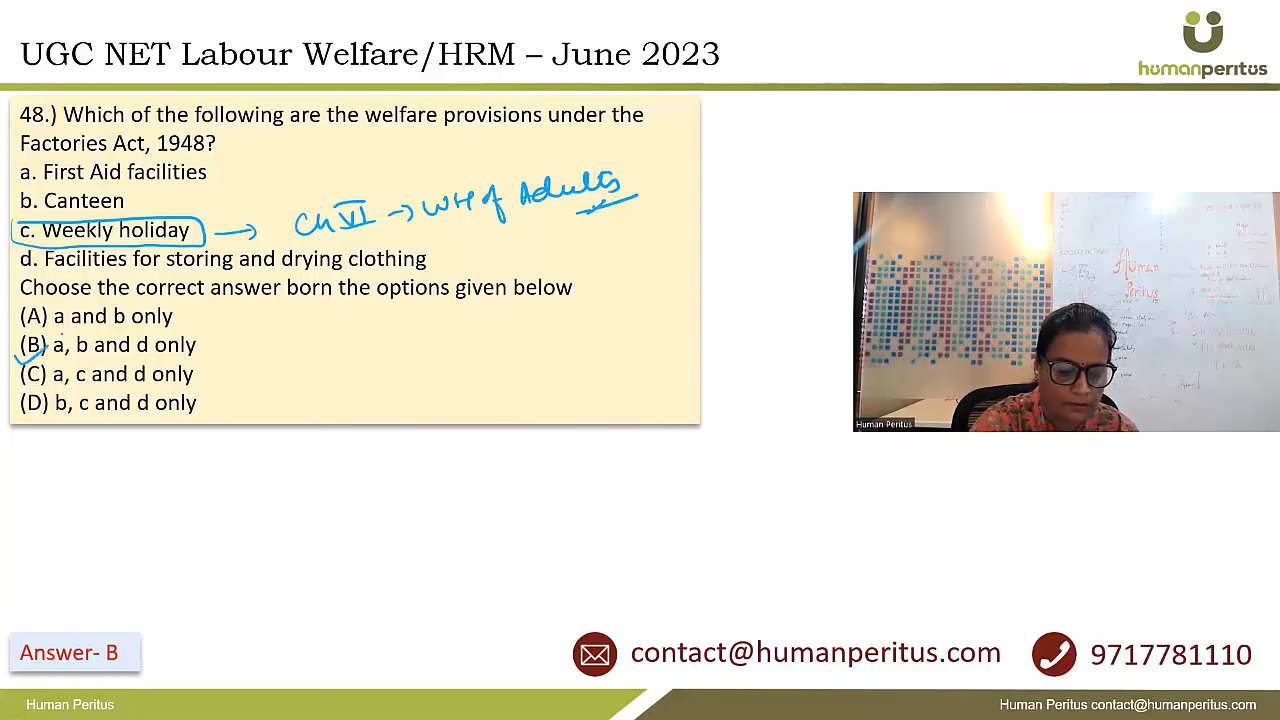 UGC NET Labour Welfare/HRM – June 2023
humanperitus
48.) Which of the following are the welfare provisions under the
Factories Act, 1948?
a. First Aid facilities
b. Canteen
c. Weekly holiday → Ch VI → WH of Adults
d. Facilities for storing and drying clothing
Choose the correct answer born the options given below
(A) a and b only
(B) a, b and d only
(C) a, c and d only
(D) b, c and d only
Human
Peritus
Human Peritus
Answer- B
contact@humanperitus.com
9717781110
Human Peritus
Human Peritus contact@humanperitus.com